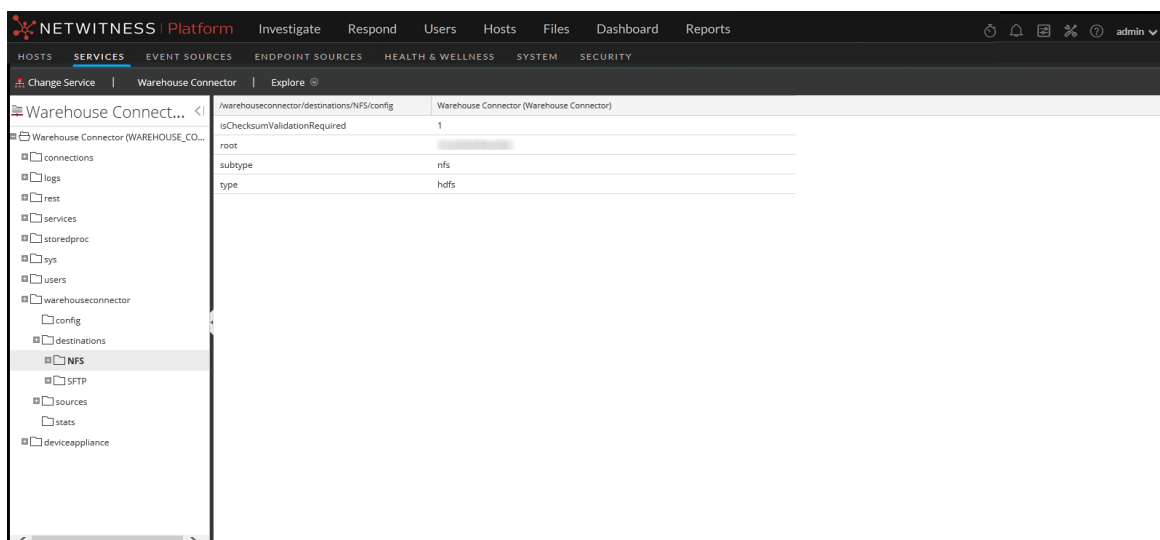 NETWITNESS Platform Investigate Respond Users Hosts Files Dashboard Reports admin
HOSTS SERVICES EVENT SOURCES ENDPOINT SOURCES HEALTH & WELLNESS SYSTEM SECURITY
Change Service | Warehouse Connector | Explore
Warehouse Connect...
/warehouseconnector/destinations/NFS/config Warehouse Connector (Warehouse Connector)
isChecksumValidationRequired 1
root
subtype nfs
type hdfs
Warehouse Connector (WAREHOUSE_CO...
connections
logs
rest
services
storedproc
sys
users
warehouseconnector
config
destinations
NFS
SFTP
sources
stats
deviceappliance